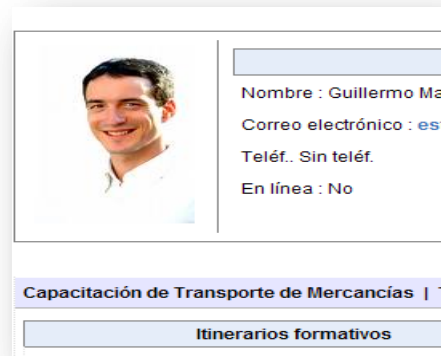 Nombre : Guillermo Ma
Correo electrónico : es
Teléf.. Sin teléf.
En línea : No
Capacitación de Transporte de Mercancías |
Itinerarios formativos